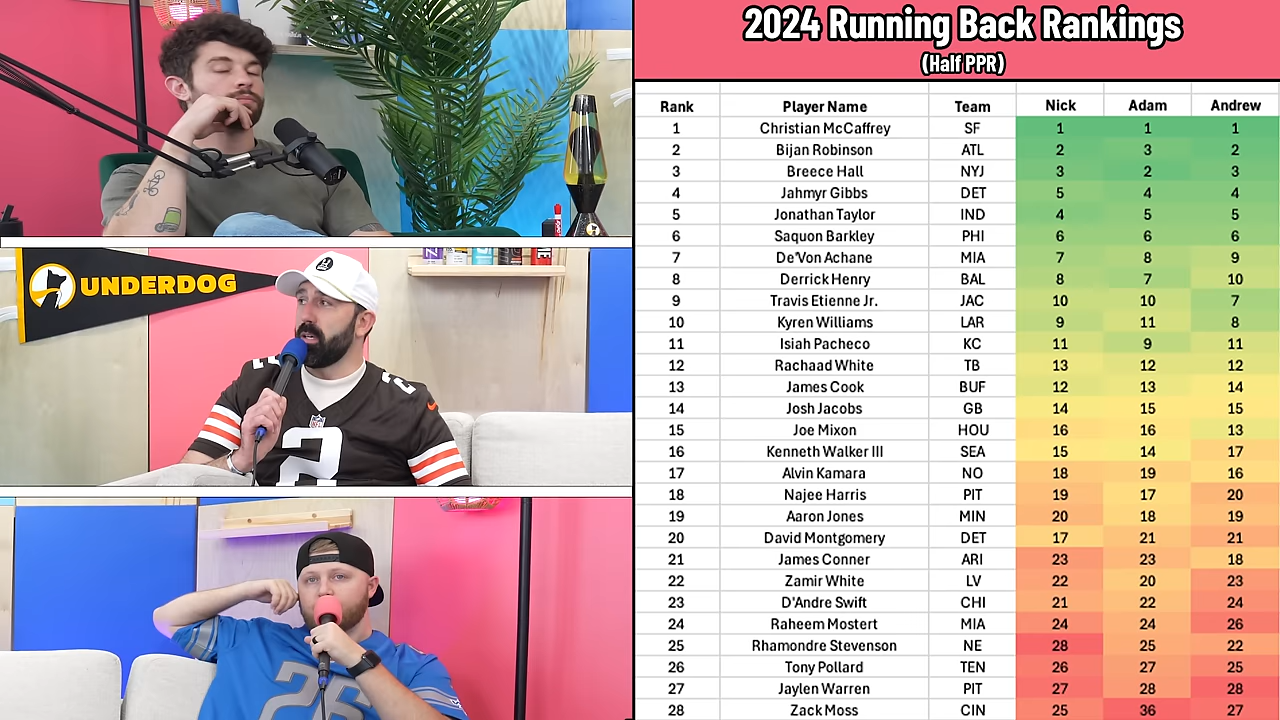 UNDERDOG
2
2
26
2024 Running Back Rankings
(Half PPR)
Rank Player Name Team Nick Adam Andrew
1 Christian McCaffrey SF 1 1 1
2 Bijan Robinson ATL 2 3 2
3 Breece Hall NYJ 3 2 3
4 Jahmyr Gibbs DET 5 4 4
5 Jonathan Taylor IND 4 5 5
6 Saquon Barkley PHI 6 6 6
7 De'Von Achane MIA 7 8 9
8 Derrick Henry BAL 8 7 10
9 Travis Etienne Jr. JAC 10 10 7
10 Kyren Williams LAR 9 11 8
11 Isiah Pacheco KC 11 9 11
12 Rachaad White TB 13 12 12
13 James Cook BUF 12 13 14
14 Josh Jacobs GB 14 15 15
15 Joe Mixon HOU 16 16 13
16 Kenneth Walker III SEA 15 14 17
17 Alvin Kamara NO 18 19 16
18 Najee Harris PIT 19 17 20
19 Aaron Jones MIN 20 18 19
20 David Montgomery DET 17 21 21
21 James Conner ARI 23 23 18
22 Zamir White LV 22 20 23
23 D'Andre Swift CHI 21 22 24
24 Raheem Mostert MIA 24 24 26
25 Rhamondre Stevenson NE 28 25 22
26 Tony Pollard TEN 26 27 25
27 Jaylen Warren PIT 27 28 28
28 Zack Moss CIN 25 36 27